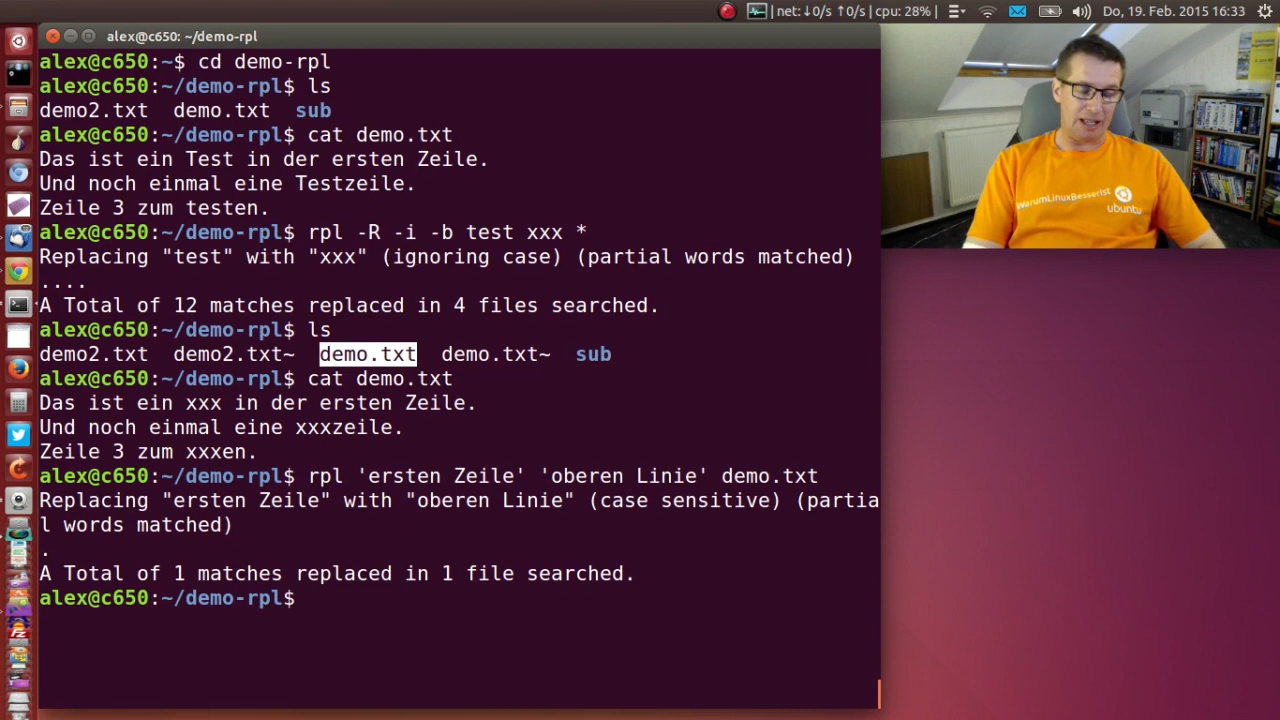 | net:↓0/s ↑0/s | cpu: 28% |
Do, 19. Feb. 2015 16:33
alex@c650: ~/demo-rpl
alex@c650:~$ cd demo-rpl
alex@c650:~/demo-rpl$ ls
demo2.txt demo.txt sub
alex@c650:~/demo-rpl$ cat demo.txt
Das ist ein Test in der ersten Zeile.
Und noch einmal eine Testzeile.
Zeile 3 zum testen.
alex@c650:~/demo-rpl$ rpl -R -i -b test xxx *
Replacing "test" with "xxx" (ignoring case) (partial words matched)
....
A Total of 12 matches replaced in 4 files searched.
alex@c650:~/demo-rpl$ ls
demo2.txt demo2.txt~ demo.txt demo.txt~ sub
alex@c650:~/demo-rpl$ cat demo.txt
Das ist ein xxx in der ersten Zeile.
Und noch einmal eine xxxzeile.
Zeile 3 zum xxxen.
alex@c650:~/demo-rpl$ rpl 'ersten Zeile' 'oberen Linie' demo.txt
Replacing "ersten Zeile" with "oberen Linie" (case sensitive) (partia
l words matched)
.
A Total of 1 matches replaced in 1 file searched.
alex@c650:~/demo-rpl$
WarumLinuxBesserIst
ubuntu